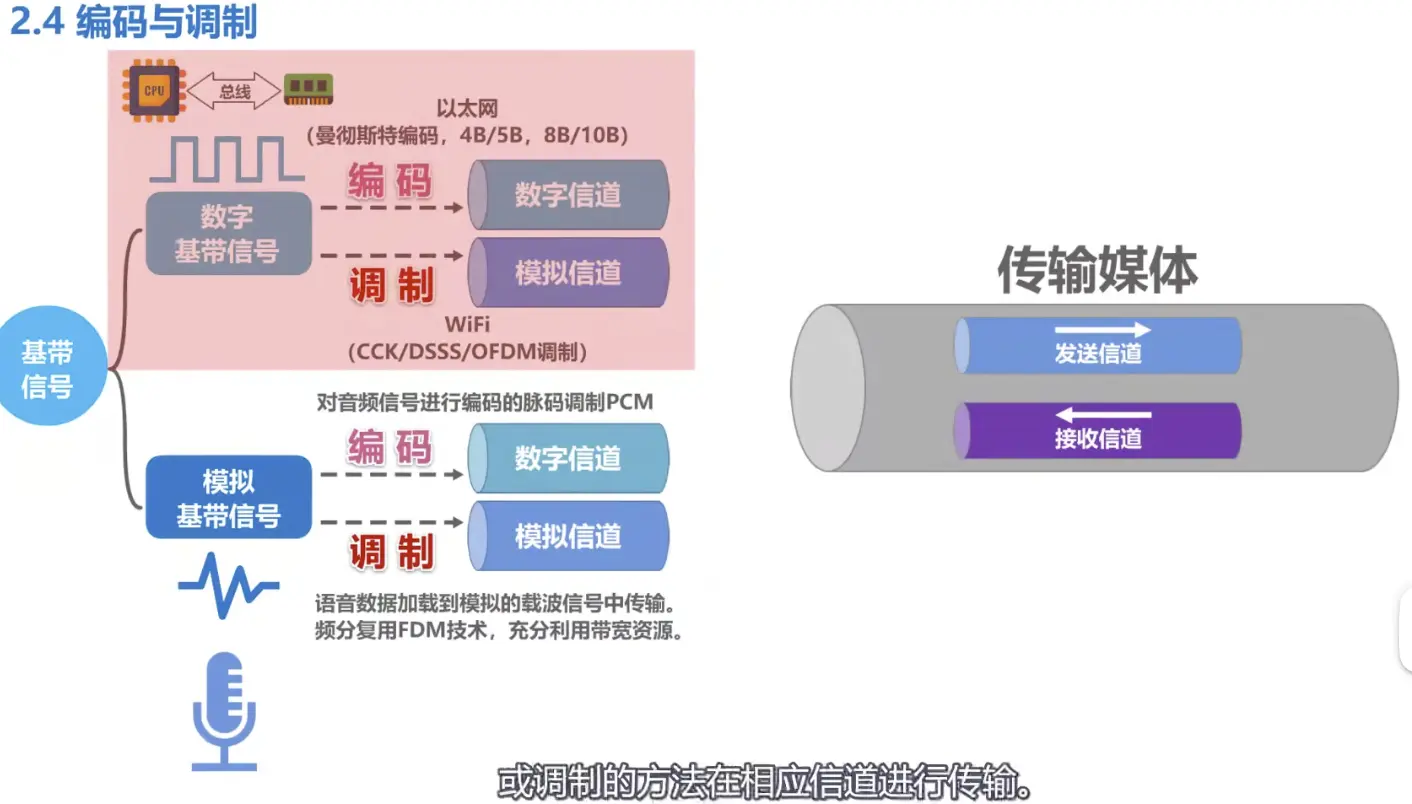 2.4 编码与调制
CPU
总线
以太网
(曼彻斯特编码，4B/5B，8B/10B)
编 码
数字信道
数字
基带信号
调 制
模拟信道
WiFi
(CCK/DSSS/OFDM调制)
基带
信号
对音频信号进行编码的脉码调制PCM
编 码
数字信道
模拟
基带信号
调 制
模拟信道
语音数据加载到模拟的载波信号中传输。
频分复用FDM技术，充分利用带宽资源。
传输媒体
发送信道
接收信道
或调制的方法在相应信道进行传输。